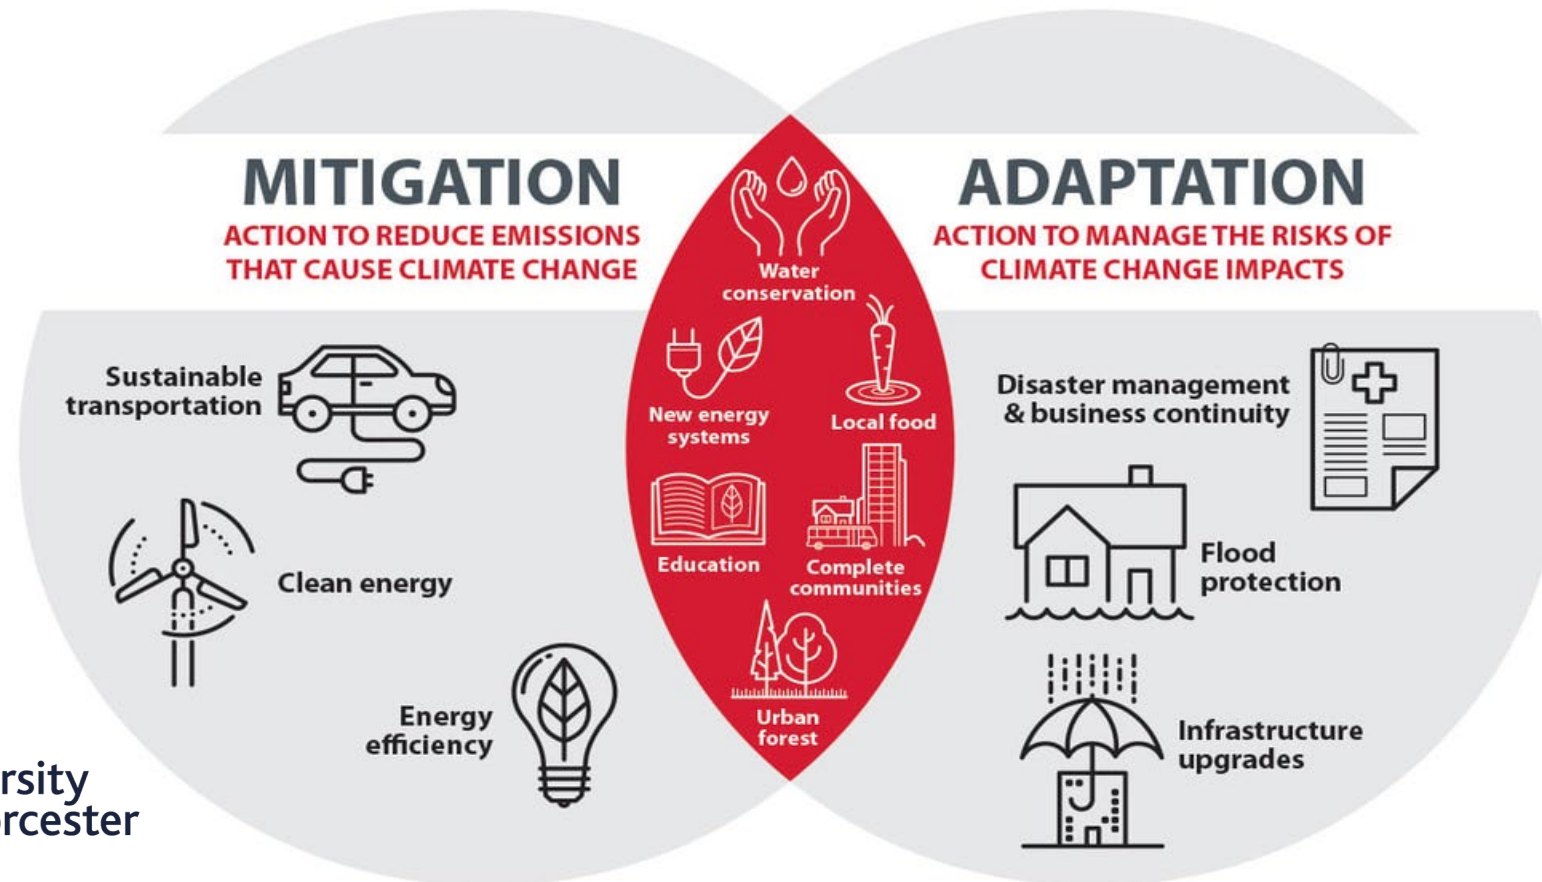 MITIGATION
ACTION TO REDUCE EMISSIONS
THAT CAUSE CLIMATE CHANGE
Sustainable
transportation
Clean energy
Energy
efficiency
Water
conservation
New energy
systems
Local food
Education
Complete
communities
Urban
forest
ADAPTATION
ACTION TO MANAGE THE RISKS OF
CLIMATE CHANGE IMPACTS
Disaster management
& business continuity
Flood
protection
Infrastructure
upgrades
rsity
orcester